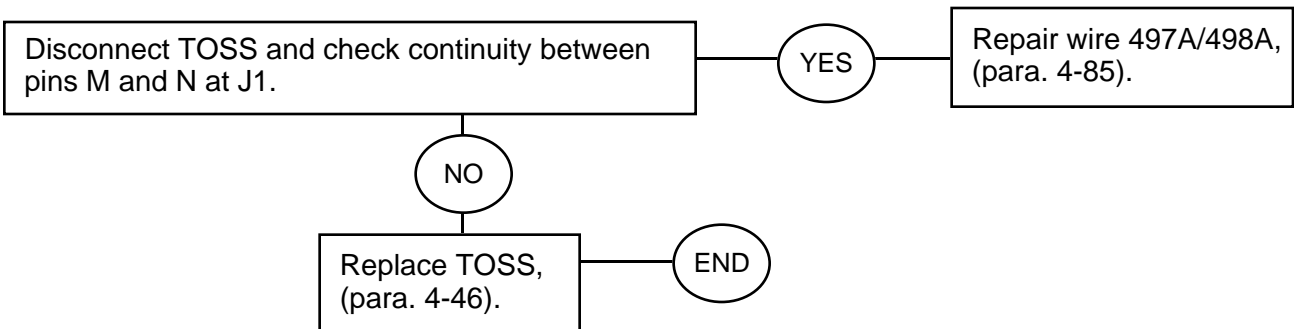 Disconnect TOSS and check continuity between
pins M and N at J1.
YES
Repair wire 497A/498A,
(para. 4-85).
NO
Replace TOSS,
(para. 4-46).
END